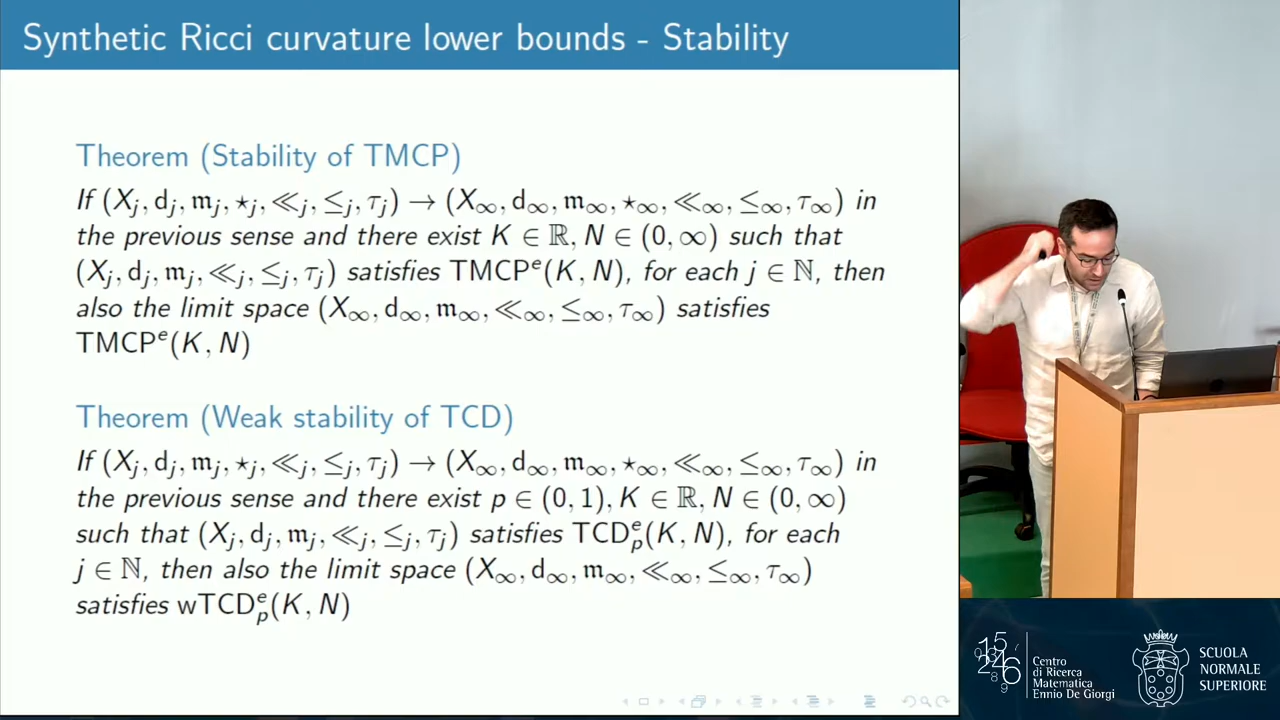 Synthetic Ricci curvature lower bounds - Stability
Theorem (Stability of TMCP)
If (X_j, d_j, 𝔪_j, ⋆_j, ≪_j, ≤_j, τ_j) → (X_∞, d_∞, 𝔪_∞, ⋆_∞, ≪_∞, ≤_∞, τ_∞) in
the previous sense and there exist K ∈ ℝ, N ∈ (0, ∞) such that
(X_j, d_j, 𝔪_j, ≪_j, ≤_j, τ_j) satisfies TMCP^e(K, N), for each j ∈ ℕ, then
also the limit space (X_∞, d_∞, 𝔪_∞, ≪_∞, ≤_∞, τ_∞) satisfies
TMCP^e(K, N)
Theorem (Weak stability of TCD)
If (X_j, d_j, 𝔪_j, ⋆_j, ≪_j, ≤_j, τ_j) → (X_∞, d_∞, 𝔪_∞, ⋆_∞, ≪_∞, ≤_∞, τ_∞) in
the previous sense and there exist p ∈ (0, 1), K ∈ ℝ, N ∈ (0, ∞)
such that (X_j, d_j, 𝔪_j, ≪_j, ≤_j, τ_j) satisfies TCD^e_p(K, N), for each
j ∈ ℕ, then also the limit space (X_∞, d_∞, 𝔪_∞, ≪_∞, ≤_∞, τ_∞)
satisfies wTCD^e_p(K, N)
Centro
di Ricerca
Matematica
Ennio De Giorgi
SCUOLA
NORMALE
SUPERIORE